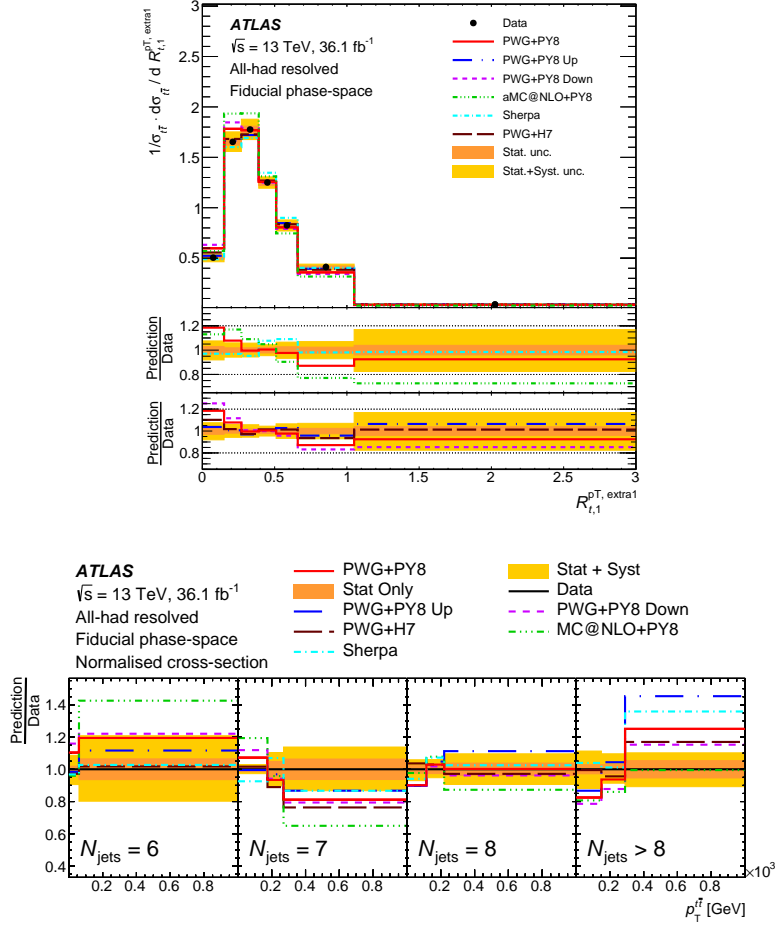 ATLAS
√s = 13 TeV, 36.1 fb⁻¹
All-had resolved
Fiducial phase-space
Data
PWG+PY8
PWG+PY8 Up
PWG+PY8 Down
aMC@NLO+PY8
Sherpa
PWG+H7
Stat. unc.
Stat.+Syst. unc.
1/σ_tt̄ · dσ_tt̄ / d R_{t,1}^{pT, extra1}
3
2.5
2
1.5
1
0.5
Prediction
Data
1.2
1.0
0.8
Prediction
Data
1.2
1.0
0.8
0 0.5 1 1.5 2 2.5 3
R_{t,1}^{pT, extra1}
ATLAS
√s = 13 TeV, 36.1 fb⁻¹
All-had resolved
Fiducial phase-space
Normalised cross-section
PWG+PY8
Stat Only
PWG+PY8 Up
PWG+H7
Sherpa
Stat + Syst
Data
PWG+PY8 Down
MC@NLO+PY8
Prediction
Data
1.4
1.2
1.0
0.8
0.6
0.4
N_jets = 6
N_jets = 7
N_jets = 8
N_jets > 8
0.2 0.4 0.6 0.8 0.2 0.4 0.6 0.8 0.2 0.4 0.6 0.8 0.2 0.4 0.6 0.8
×10³
p_T^{tt̄} [GeV]